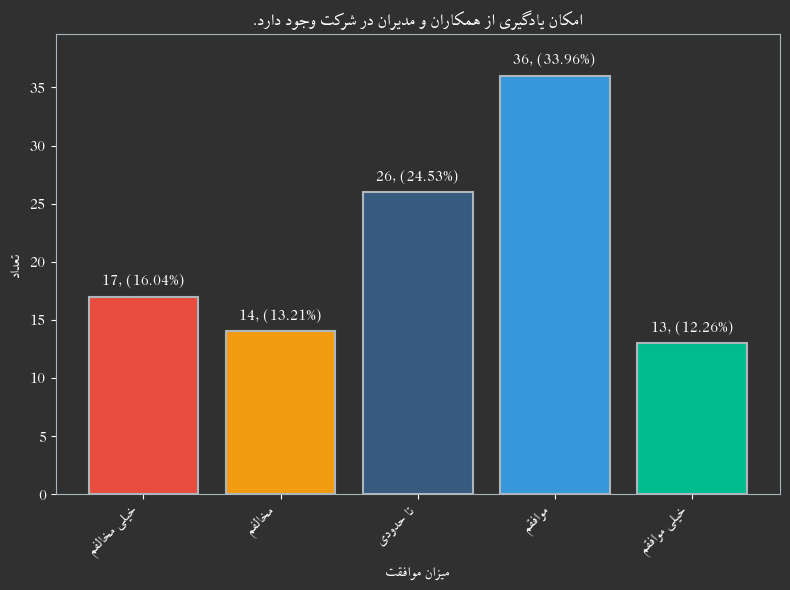 امکان یادگیری از همکاران و مدیران در شرکت وجود دارد.
تعداد
35
30
25
20
15
10
5
0
17, (16.04%)
14, (13.21%)
26, (24.53%)
36, (33.96%)
13, (12.26%)
خیلی مخالفم
مخالفم
تا حدودی
موافقم
خیلی موافقم
میزان موافقت